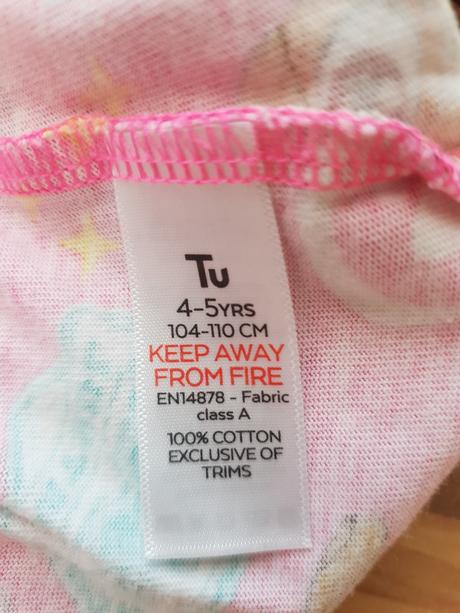 Tu
4-5YRS
104-110 CM
KEEP AWAY
FROM FIRE
EN14878 - Fabric
class A
100% COTTON
EXCLUSIVE OF
TRIMS